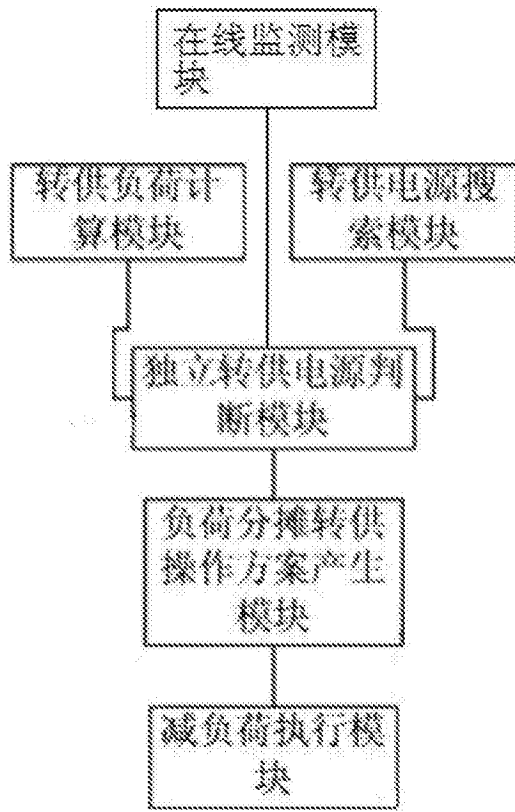 在线监测模
块
转供负荷计
算模块
转供电源搜
索模块
独立转供电源判
断模块
负荷分摊转供
操作方案产生
模块
减负荷执行模
块